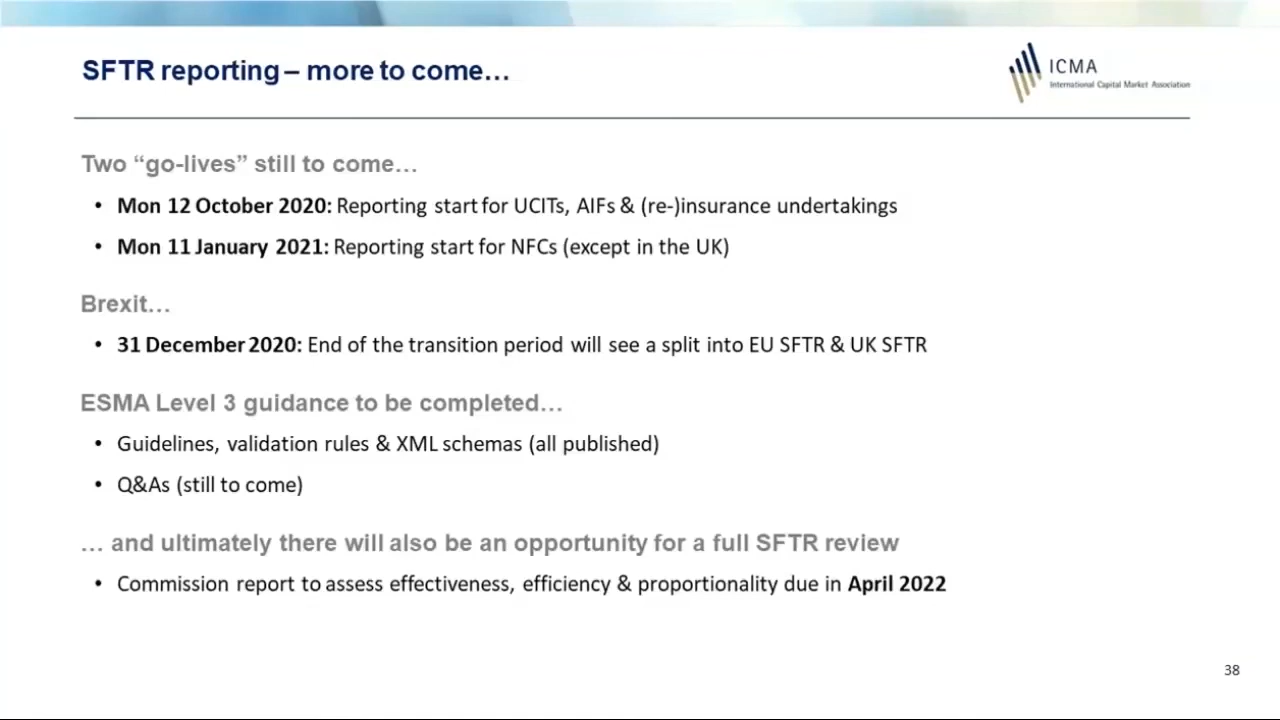 SFTR reporting – more to come…
ICMA
International Capital Market Association
Two “go-lives” still to come…
• Mon 12 October 2020: Reporting start for UCITs, AIFs & (re-)insurance undertakings
• Mon 11 January 2021: Reporting start for NFCs (except in the UK)
Brexit…
• 31 December 2020: End of the transition period will see a split into EU SFTR & UK SFTR
ESMA Level 3 guidance to be completed…
• Guidelines, validation rules & XML schemas (all published)
• Q&As (still to come)
… and ultimately there will also be an opportunity for a full SFTR review
• Commission report to assess effectiveness, efficiency & proportionality due in April 2022
38